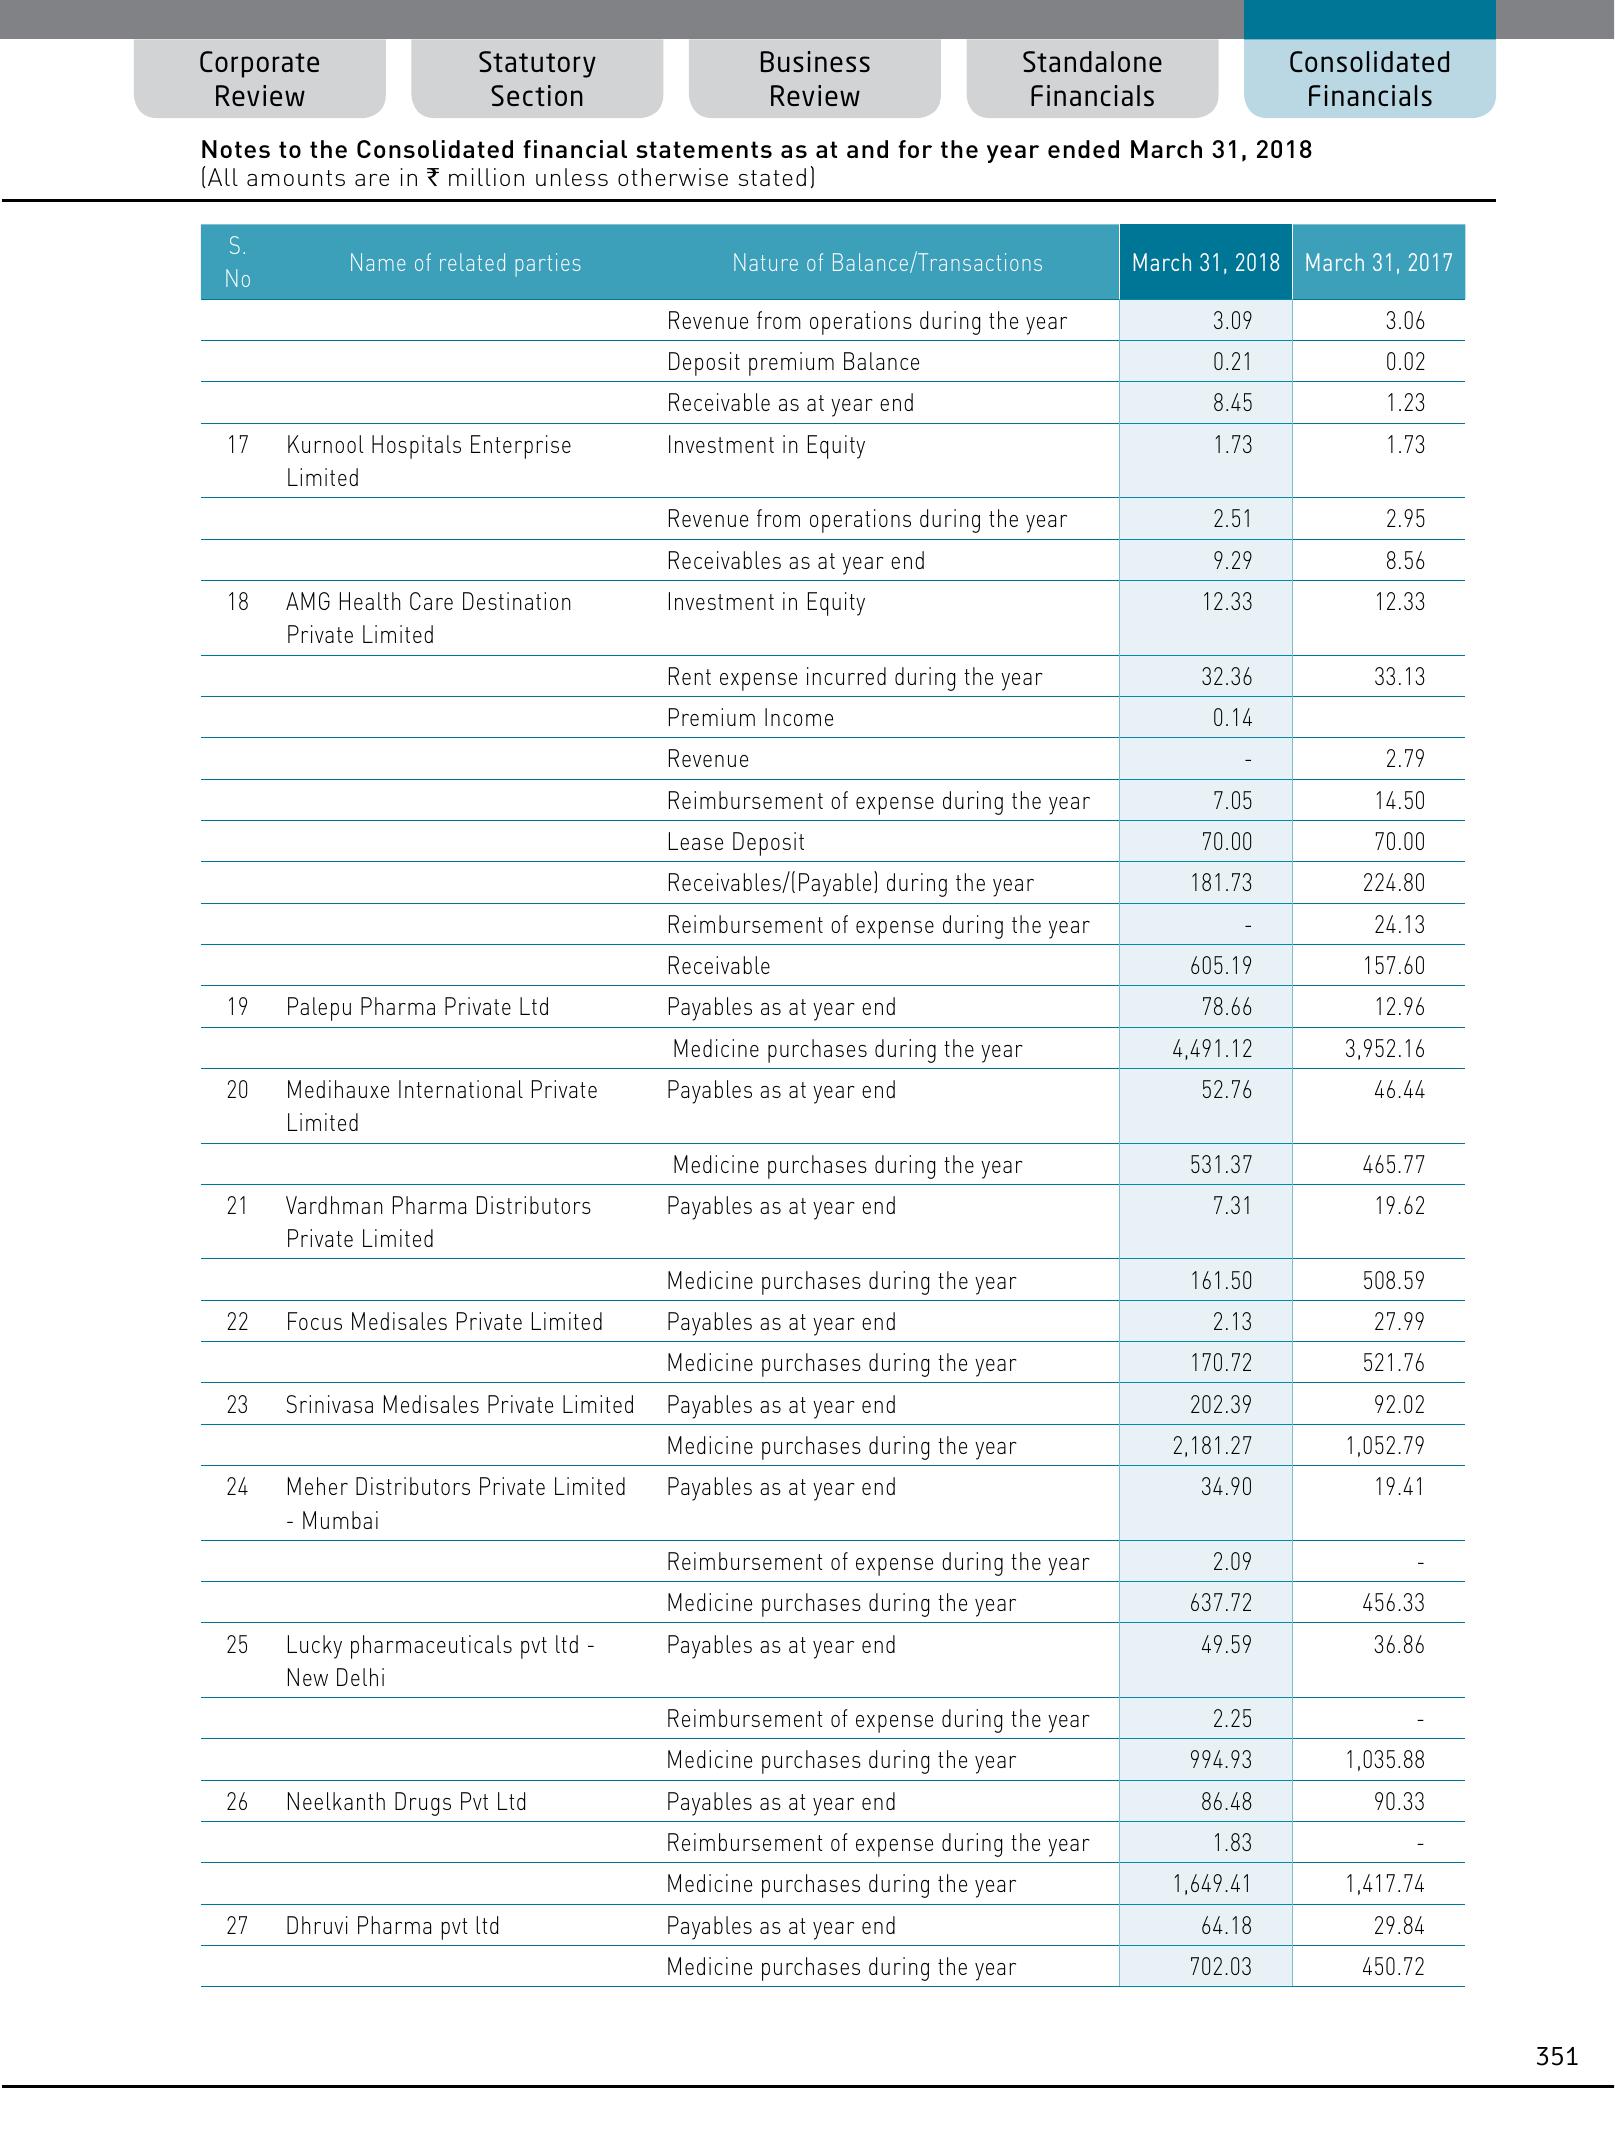 Corporate Review
Statutory Section
Business Review
Standalone Financials
Consolidated Financials
Notes to the Consolidated financial statements as at and for the year ended March 31, 2018
(All amounts are in ₹ million unless otherwise stated)
S. No Name of related parties Nature of Balance/Transactions March 31, 2018 March 31, 2017
Revenue from operations during the year 3.09 3.06
Deposit premium Balance 0.21 0.02
Receivable as at year end 8.45 1.23
17 Kurnool Hospitals Enterprise Investment in Equity 1.73 1.73
Limited
Revenue from operations during the year 2.51 2.95
Receivables as at year end 9.29 8.56
18 AMG Health Care Destination Investment in Equity 12.33 12.33
Private Limited
Rent expense incurred during the year 32.36 33.13
Premium Income 0.14
Revenue - 2.79
Reimbursement of expense during the year 7.05 14.50
Lease Deposit 70.00 70.00
Receivables/(Payable) during the year 181.73 224.80
Reimbursement of expense during the year - 24.13
Receivable 605.19 157.60
19 Palepu Pharma Private Ltd Payables as at year end 78.66 12.96
Medicine purchases during the year 4,491.12 3,952.16
20 Medihauxe International Private Payables as at year end 52.76 46.44
Limited
Medicine purchases during the year 531.37 465.77
21 Vardhman Pharma Distributors Payables as at year end 7.31 19.62
Private Limited
Medicine purchases during the year 161.50 508.59
22 Focus Medisales Private Limited Payables as at year end 2.13 27.99
Medicine purchases during the year 170.72 521.76
23 Srinivasa Medisales Private Limited Payables as at year end 202.39 92.02
Medicine purchases during the year 2,181.27 1,052.79
24 Meher Distributors Private Limited Payables as at year end 34.90 19.41
- Mumbai
Reimbursement of expense during the year 2.09 -
Medicine purchases during the year 637.72 456.33
25 Lucky pharmaceuticals pvt ltd - Payables as at year end 49.59 36.86
New Delhi
Reimbursement of expense during the year 2.25 -
Medicine purchases during the year 994.93 1,035.88
26 Neelkanth Drugs Pvt Ltd Payables as at year end 86.48 90.33
Reimbursement of expense during the year 1.83 -
Medicine purchases during the year 1,649.41 1,417.74
27 Dhruvi Pharma pvt ltd Payables as at year end 64.18 29.84
Medicine purchases during the year 702.03 450.72
351